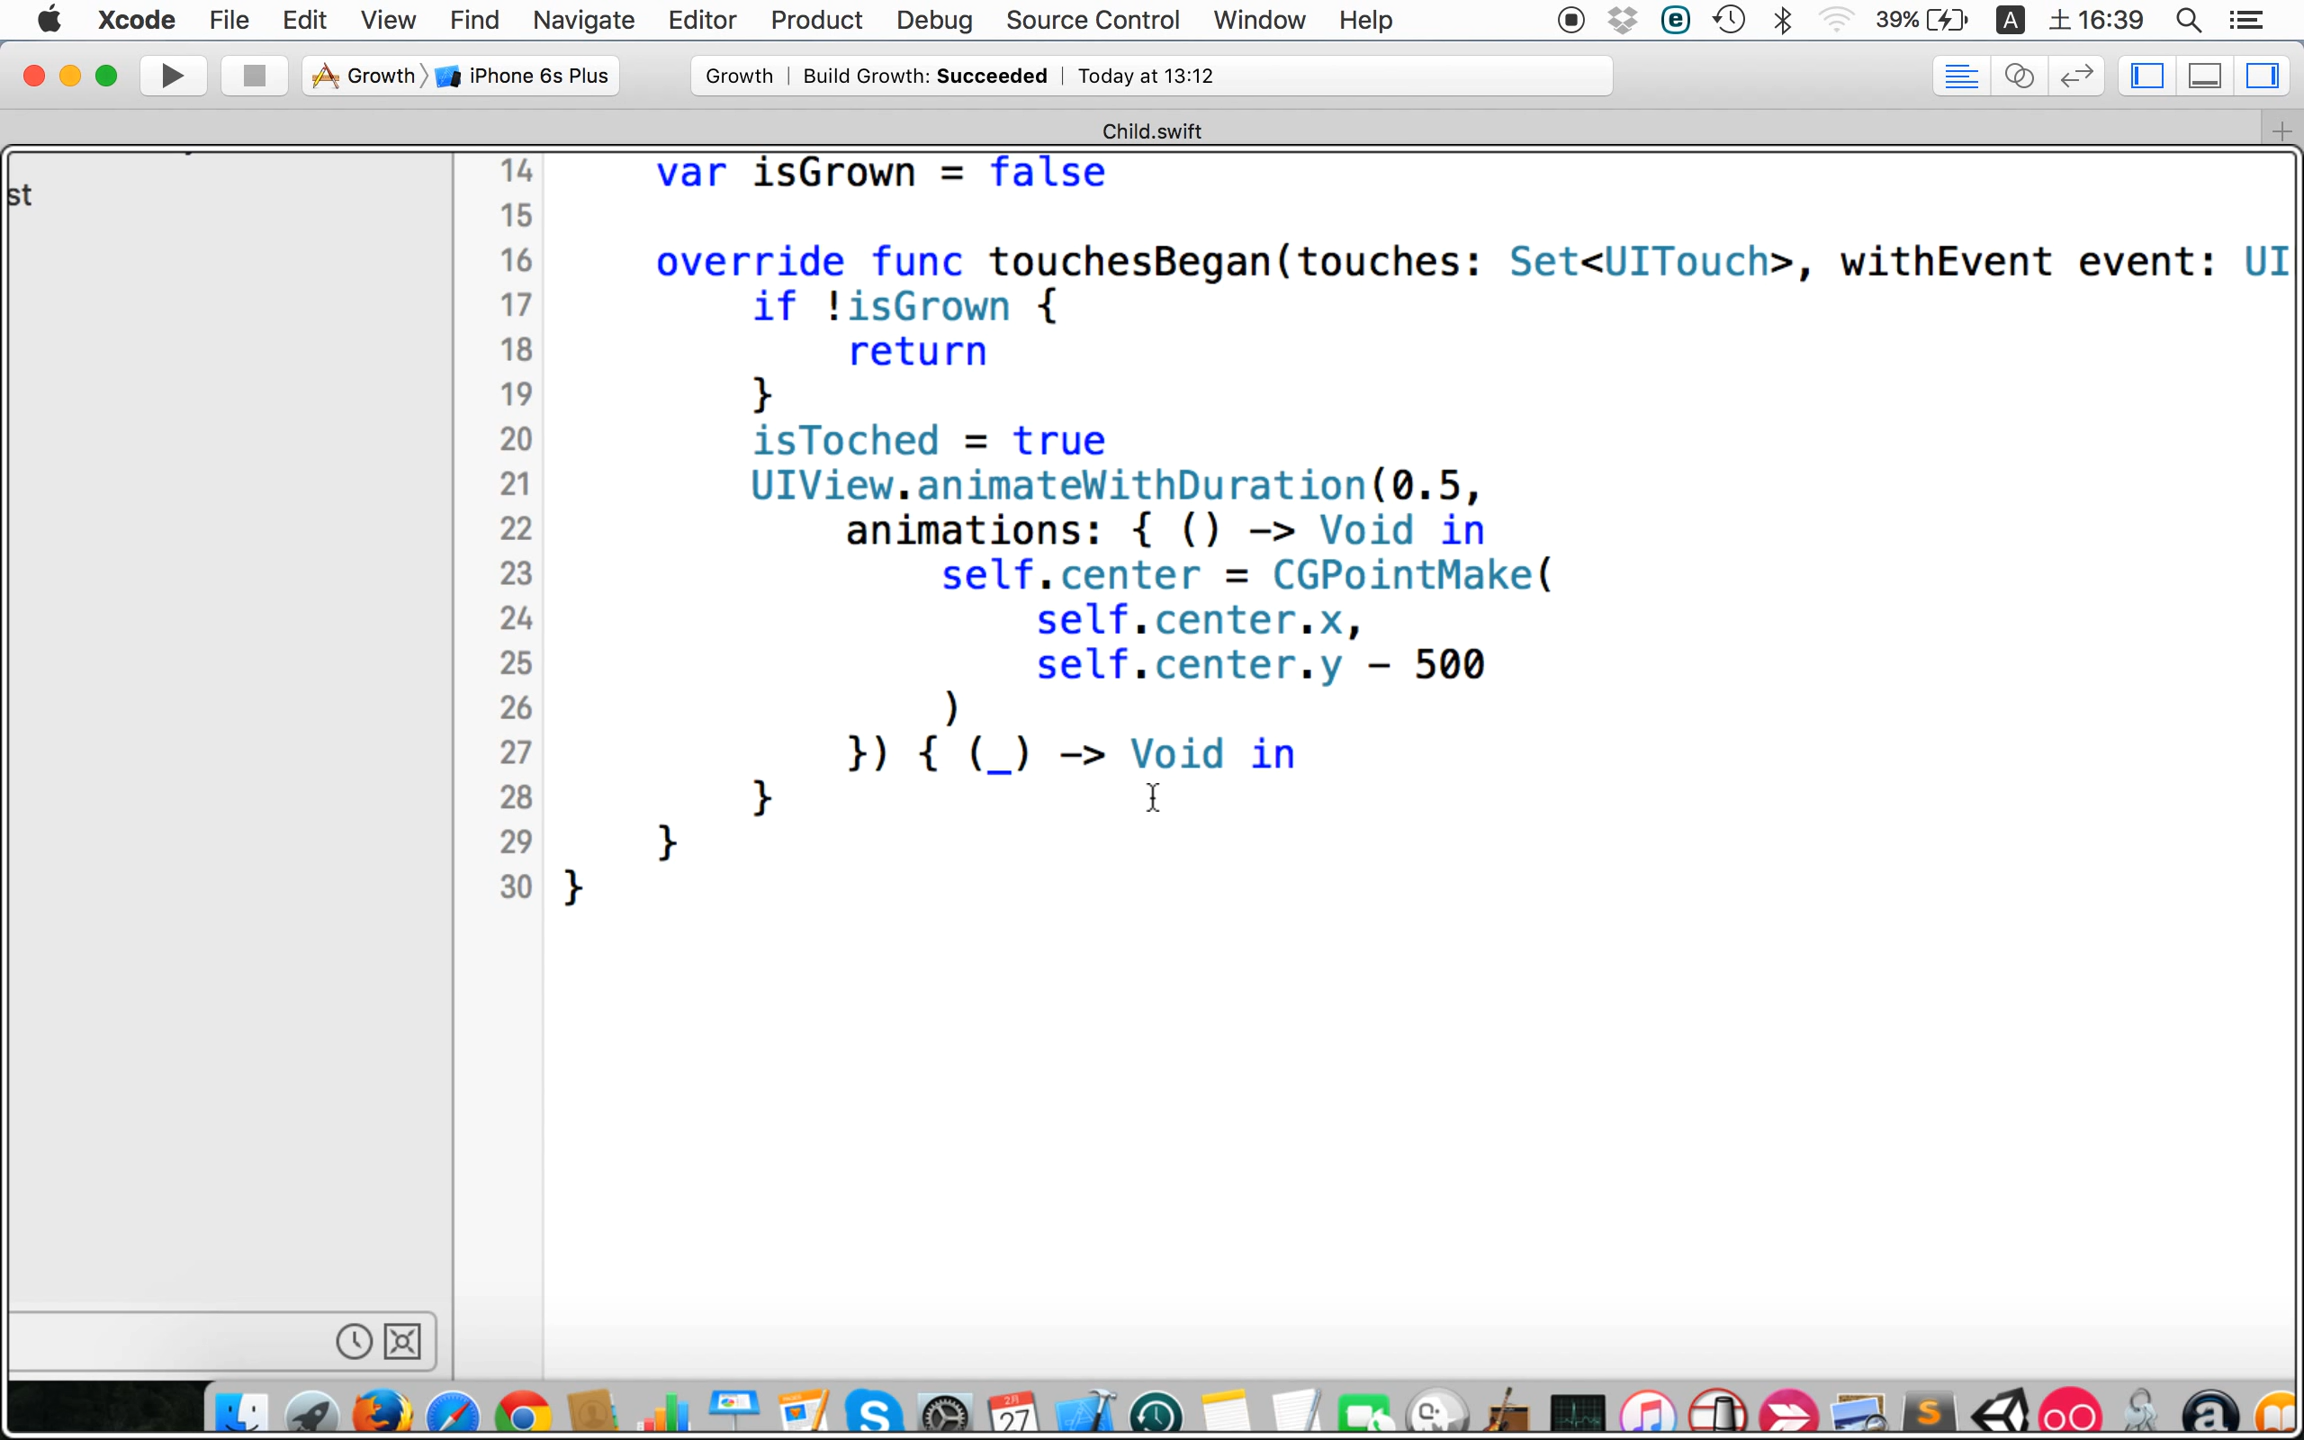 Xcode File Edit View Find Navigate Editor Product Debug Source Control Window Help 39% A 土 16:39
Growth iPhone 6s Plus Growth | Build Growth: Succeeded | Today at 13:12
Child.swift
st
14 var isGrown = false
15
16 override func touchesBegan(touches: Set<UITouch>, withEvent event: UI
17 if !isGrown {
18 return
19 }
20 isToched = true
21 UIView.animateWithDuration(0.5,
22 animations: { () -> Void in
23 self.center = CGPointMake(
24 self.center.x,
25 self.center.y - 500
26 )
27 }) { (_) -> Void in
28 }
29 }
30 }
2月
27